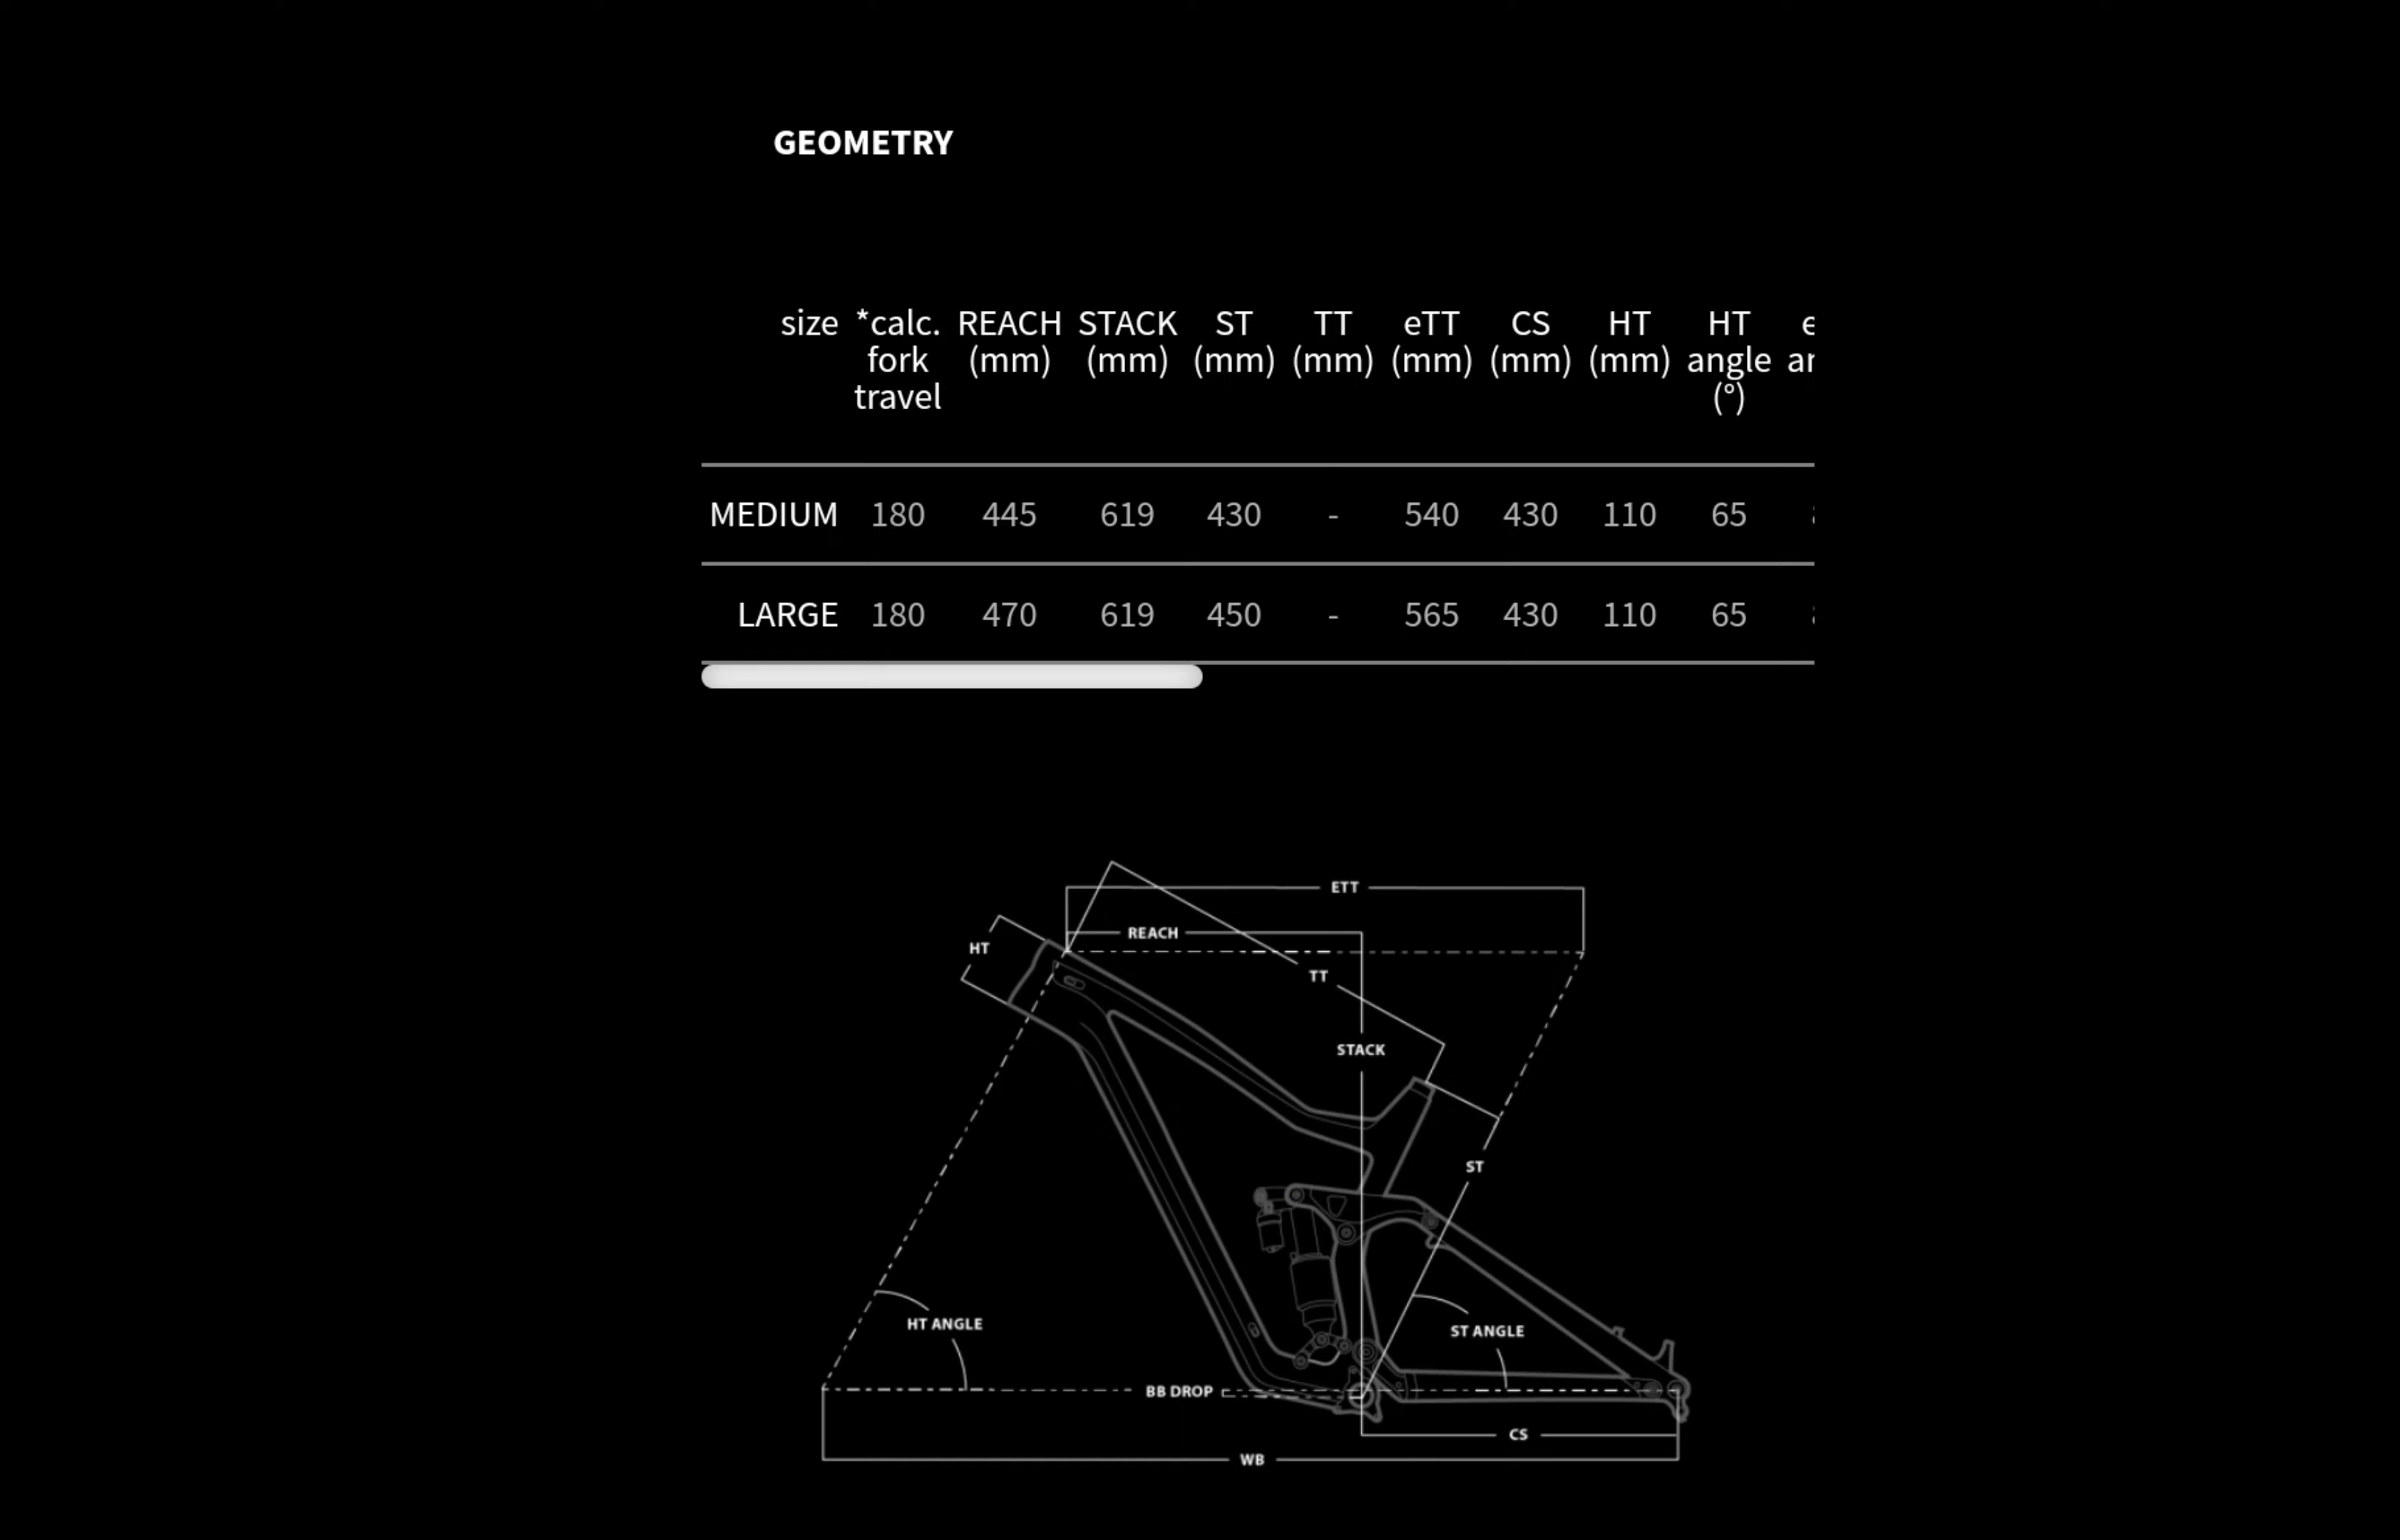 GEOMETRY
size *calc. REACH STACK ST TT eTT CS HT HT
fork (mm) (mm) (mm) (mm) (mm) (mm) (mm) angle
travel (°)
MEDIUM 180 445 619 430 - 540 430 110 65
LARGE 180 470 619 450 - 565 430 110 65
ETT
REACH
HT
TT
STACK
ST
HT ANGLE
ST ANGLE
BB DROP
CS
WB